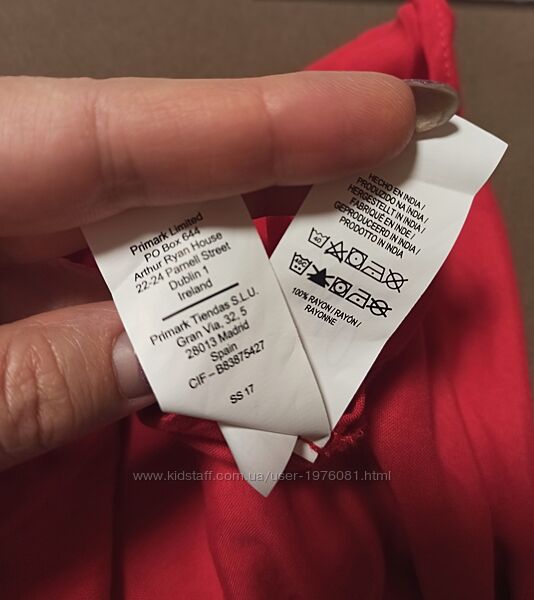 Primark Limited
PO Box 644
Arthur Ryan House
22-24 Parnell Street
Dublin 1
Ireland
Primark Tiendas S.L.U.
Gran Via, 32, 5
28013 Madrid
Spain
CIF – B83875427
SS 17
HECHO EN INDIA /
PRODUZIDO NA ÍNDIA /
HERGESTELLT IN INDIA /
FABRIQUÉ EN INDE /
GEPRODUCEERD IN INDIA /
PRODOTTO IN INDIA
40
100% RAYON / RAYÓN /
RAYONNE
www.kidstaff.com.ua/user-1976081.html